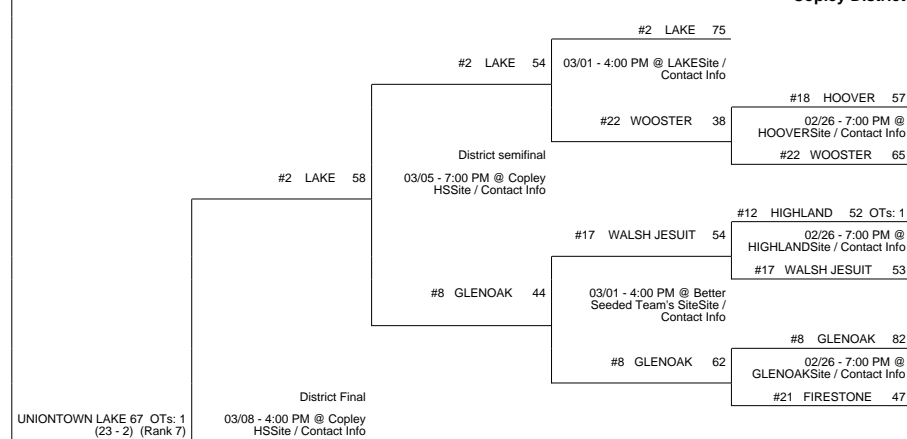 Copley District
#2 LAKE 75
#2 LAKE 54
03/01 - 4:00 PM @ LAKESite /
Contact Info
#18 HOOVER 57
#22 WOOSTER 38
02/26 - 7:00 PM @
HOOVERSite / Contact Info
District semifinal
#22 WOOSTER 65
#2 LAKE 58
03/05 - 7:00 PM @ Copley
HSSite / Contact Info
#12 HIGHLAND 52 OTs: 1
#17 WALSH JESUIT 54
02/26 - 7:00 PM @
HIGHLANDSite / Contact Info
#17 WALSH JESUIT 53
#8 GLENOAK 44
03/01 - 4:00 PM @ Better
Seeded Team's SiteSite /
Contact Info
#8 GLENOAK 82
#8 GLENOAK 62
02/26 - 7:00 PM @
GLENOAKSite / Contact Info
District Final
#21 FIRESTONE 47
UNIONTOWN LAKE 67 OTs: 1
(23 - 2) (Rank 7)
03/08 - 4:00 PM @ Copley
HSSite / Contact Info